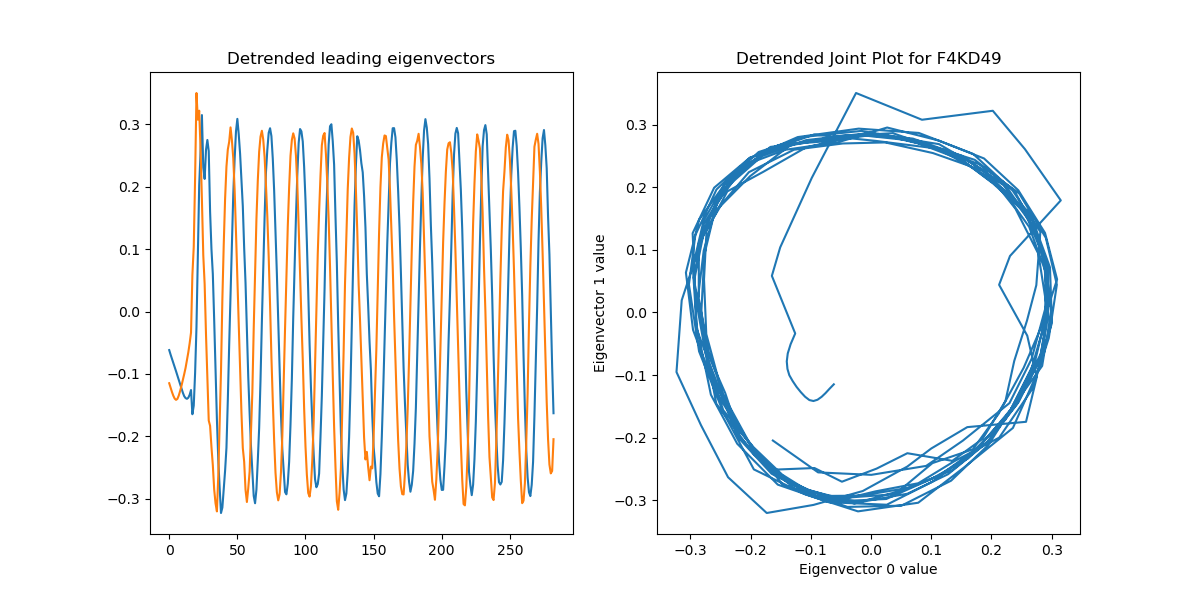 Detrended leading eigenvectors
0.3
0.2
0.1
0.0
−0.1
−0.2
−0.3
0 50 100 150 200 250
Detrended Joint Plot for F4KD49
Eigenvector 1 value
0.3
0.2
0.1
0.0
−0.1
−0.2
−0.3
−0.3 −0.2 −0.1 0.0 0.1 0.2 0.3
Eigenvector 0 value